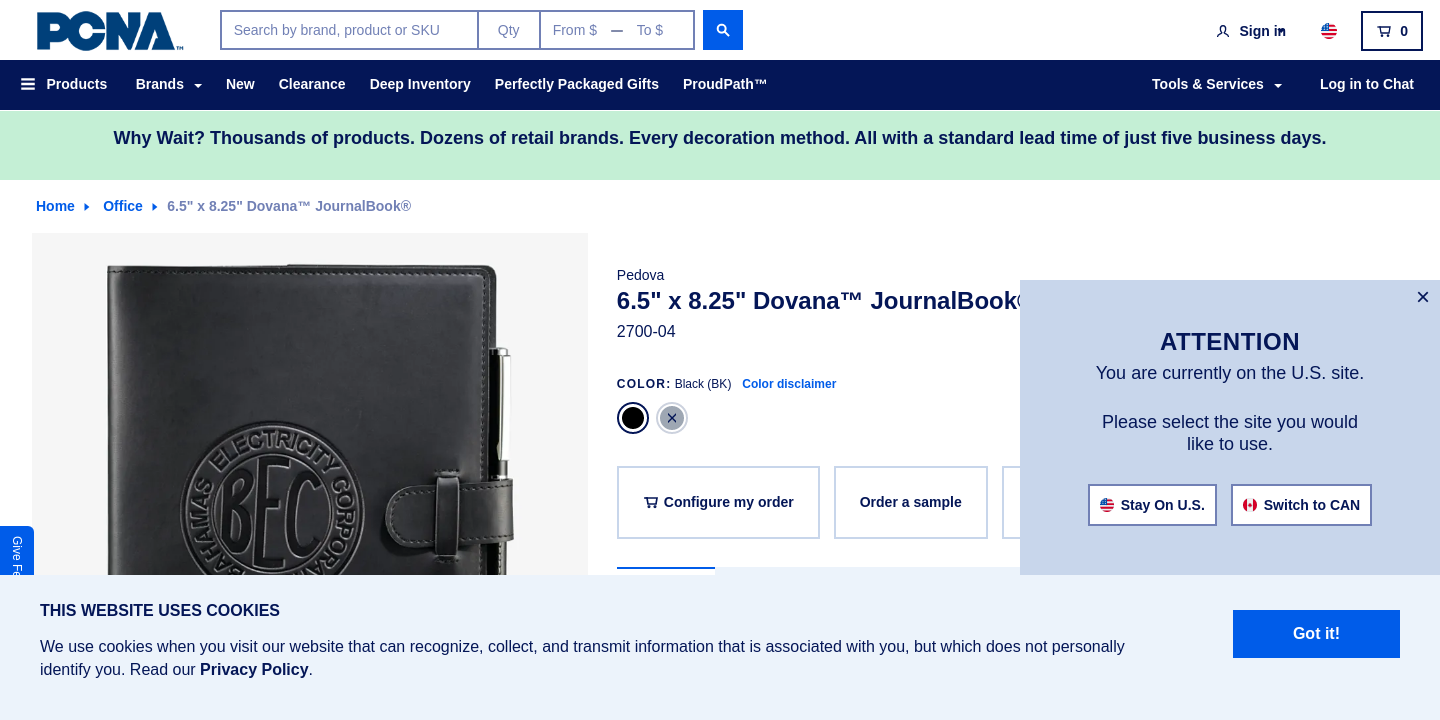 PCNA™
Search by brand, product or SKU
Qty
From $ — To $
Sign in
0
Products
Brands
New
Clearance
Deep Inventory
Perfectly Packaged Gifts
ProudPath™
Tools & Services
Log in to Chat
Why Wait? Thousands of products. Dozens of retail brands. Every decoration method. All with a standard lead time of just five business days.
Home
Office
6.5" x 8.25" Dovana™ JournalBook®
ELECTRICITY
BAHAMAS
BEC
Pedova
6.5" x 8.25" Dovana™ JournalBook®
2700-04
COLOR: Black (BK) Color disclaimer
Configure my order
Order a sample
ATTENTION
You are currently on the U.S. site.
Please select the site you would
like to use.
Stay On U.S.
Switch to CAN
Give
THIS WEBSITE USES COOKIES
We use cookies when you visit our website that can recognize, collect, and transmit information that is associated with you, but which does not personally
identify you. Read our Privacy Policy.
Got it!